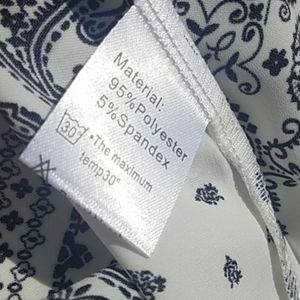 Material:
95%Polyester
5%Spandex
30
•The maximum
temp30°